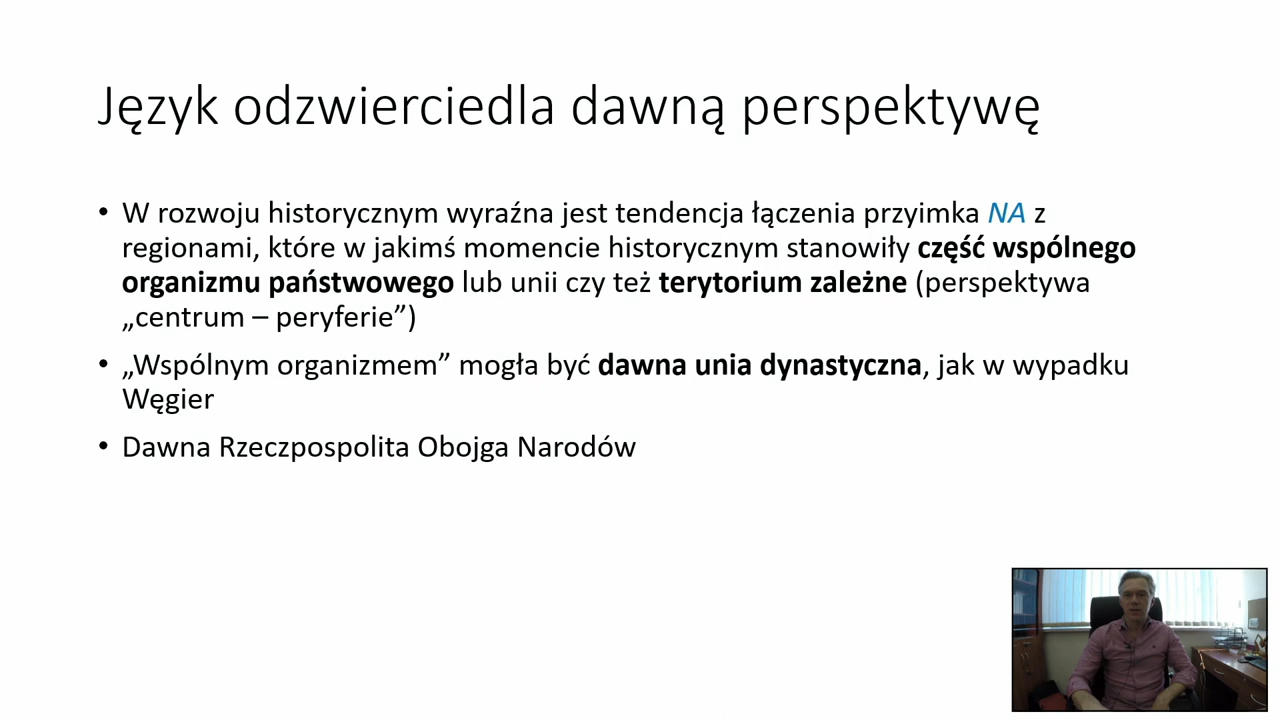 Język odzwierciedla dawną perspektywę
• W rozwoju historycznym wyraźna jest tendencja łączenia przyimka NA z
regionami, które w jakimś momencie historycznym stanowiły część wspólnego
organizmu państwowego lub unii czy też terytorium zależne (perspektywa
„centrum – peryferie”)
• „Wspólnym organizmem” mogła być dawna unia dynastyczna, jak w wypadku
Węgier
• Dawna Rzeczpospolita Obojga Narodów